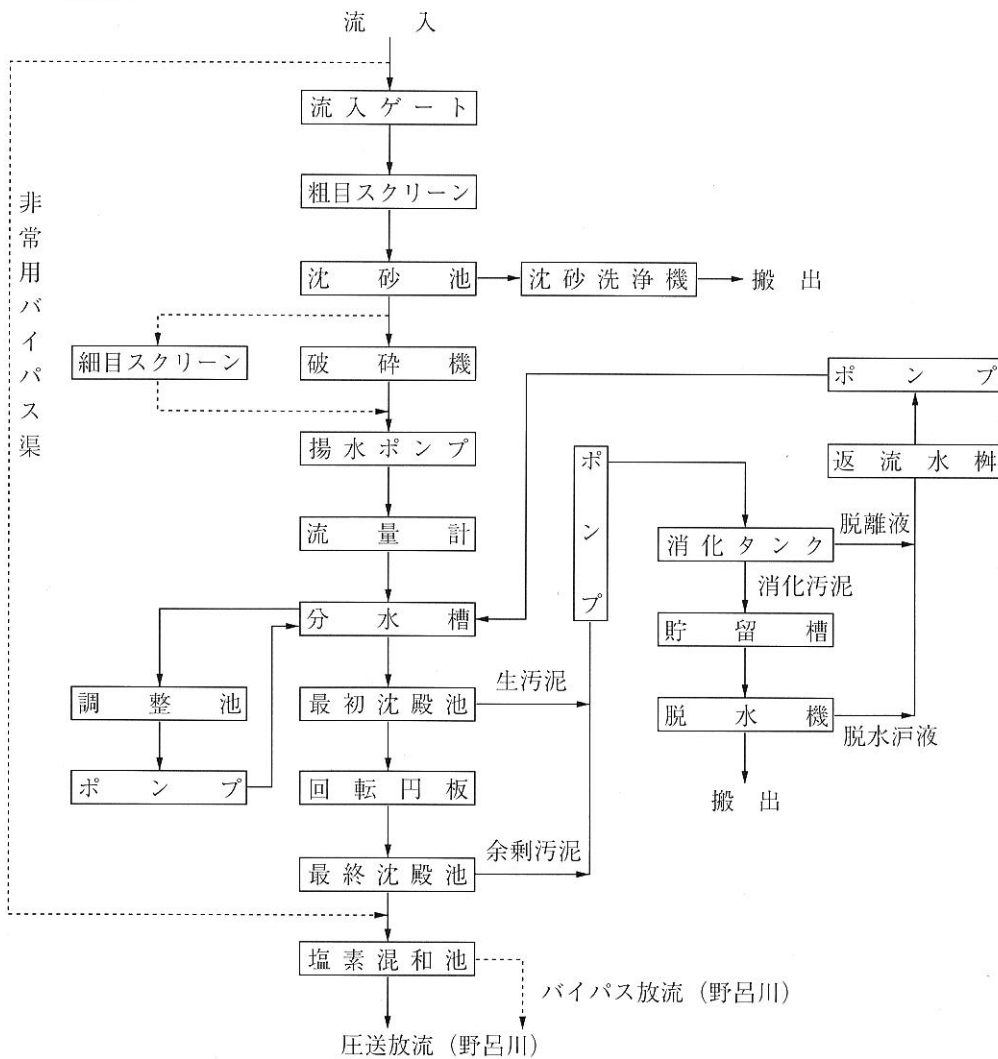 流入
流入ゲート
粗目スクリーン
沈砂池
沈砂洗浄機
搬出
非常用バイパス渠
細目スクリーン
破砕機
ポンプ
揚水ポンプ
ポンプ
返流水桝
流量計
消化タンク
脱離液
消化汚泥
分水槽
貯留槽
生汚泥
調整池
最初沈殿池
脱水機
脱水沪液
ポンプ
回転円板
搬出
余剰汚泥
最終沈殿池
塩素混和池
バイパス放流（野呂川）
圧送放流（野呂川）